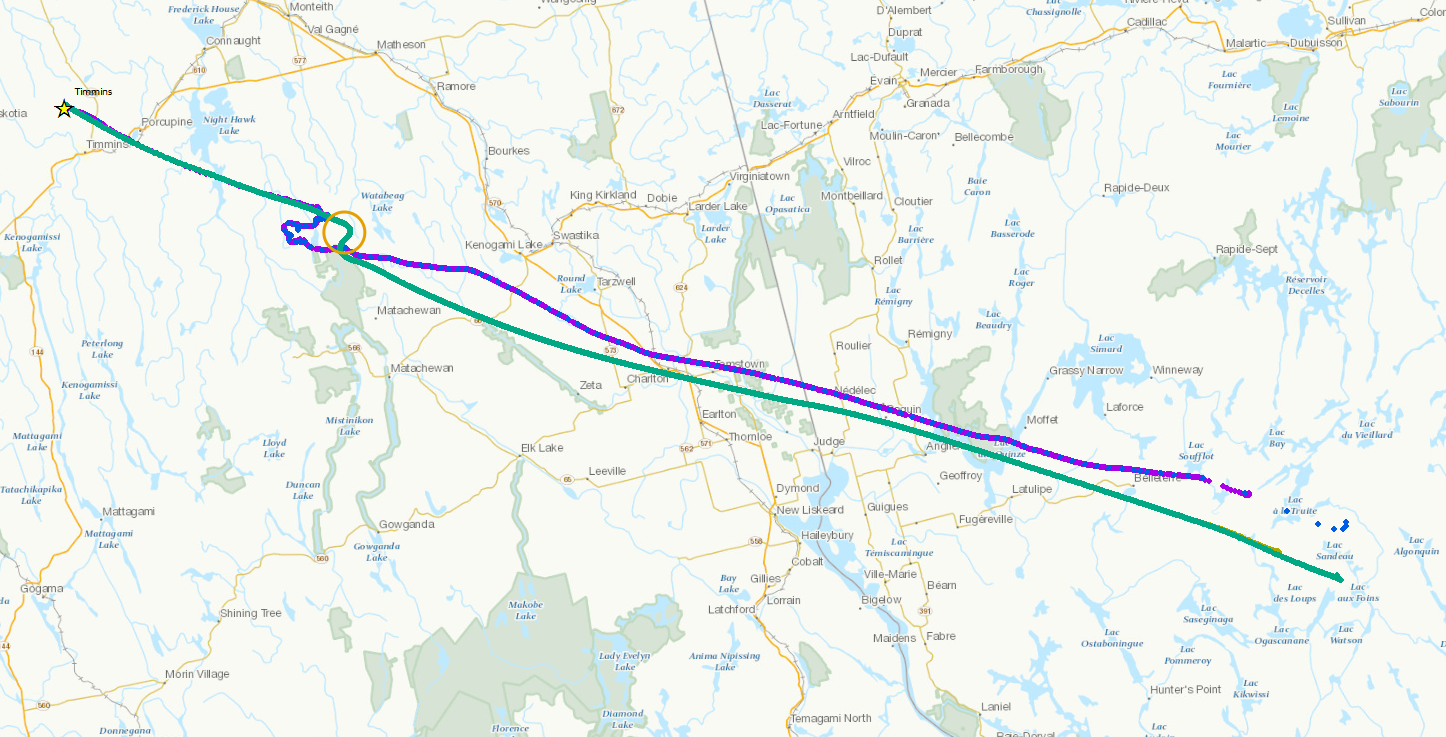 Frederick House
Lake
Monteith
Val Gagné
Connaught
Matheson
577
610
Ramore
Timmins
skotia
Porcupine
Night Hawk
Lake
Timmins
Bourkes
672
D'Alembert
Duprat
Lac-Dufault
Évain
Mercier
Farmborough
Granada
Lac
Dasserat
Arntfield
Lac-Fortune
Moulin-Caron
Bellecombe
Lac
Chassignolle
Cadillac
Sullivan
Malartic
Dubuisson
Lac
Fournière
Lac
Lemoine
Lac
Sabourin
Lac
Mourier
Vilroc
Virginiatown
King Kirkland
Dobie
Larder Lake
Lac
Opasatica
Montbeillard
Cloutier
Baie
Caron
Rapide-Deux
Watabeag
Lake
570
Swastika
Kenogami Lake
Larder
Lake
Lac
Barrière
Lac
Basserode
Rapide-Sept
Kenogamissi
Lake
Rollet
Round
Lake
Tarzwell
624
Lac
Rémigny
Lac
Roger
Réservoir
Decelles
Matachewan
66
Lac
Beaudry
Rémigny
Lac
Simard
144
Peterlong
Lake
566
573
Roulier
Matachewan
Tomstown
Charlton
Zeta
Grassy Narrow
Winneway
Kenogamissi
Lake
Nédélec
Laforce
Mistinikon
Lake
Earlton
Moffet
Mattagami
Lake
Lloyd
Lake
Thornloe
571
562
Judge
Elk Lake
Leeville
65
Lac
Soufflot
Lac
Bay
Lac
du Vieillard
Geoffroy
Latulipe
Belleterre
Tatachikapika
Lake
Duncan
Lake
Dymond
New Liskeard
Guigues
Fugèreville
Lac
à la Truite
Mattagami
Mattagami
Lake
Gowganda
Gowganda
Lake
560
558
Haileybury
Cobalt
Lac
Temiscamingue
Lac
Sandeau
Lac
Algonquin
Gogama
Ville-Marie
Béarn
Bay
Lake
Gillies
Lorrain
Latchford
Bigelow
391
Lac
des Loups
Lac
aux Foins
Shining Tree
Makobe
Lake
Lac
Saseginaga
Maidens
Fabre
Lac
Ostaboningue
Lac
Ogascanane
Lac
Watson
Lady Evelyn
Lake
Anima Nipissing
Lake
Lac
Pommeroy
Morin Village
Hunter's Point
Lac
Kikwissi
560
Laniel
Diamond
Lake
Temagami North
Donnegana
Florence
Lac